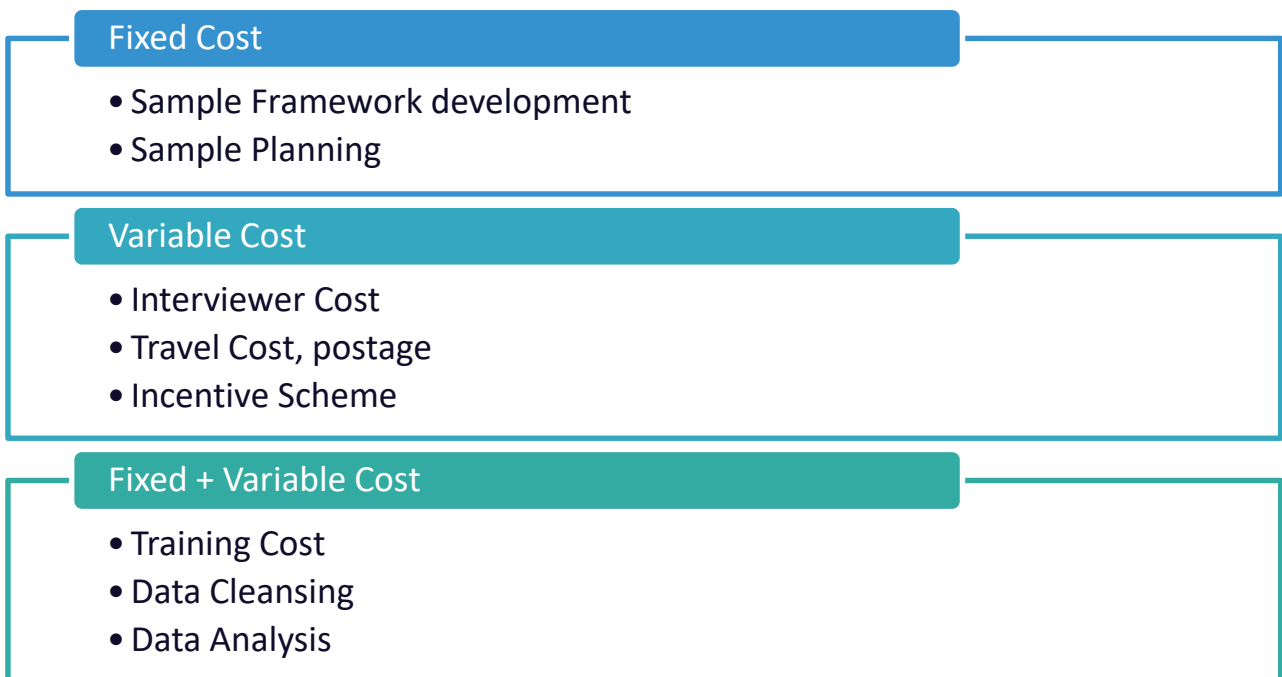 Fixed Cost
• Sample Framework development
• Sample Planning
Variable Cost
• Interviewer Cost
• Travel Cost, postage
• Incentive Scheme
Fixed + Variable Cost
• Training Cost
• Data Cleansing
• Data Analysis